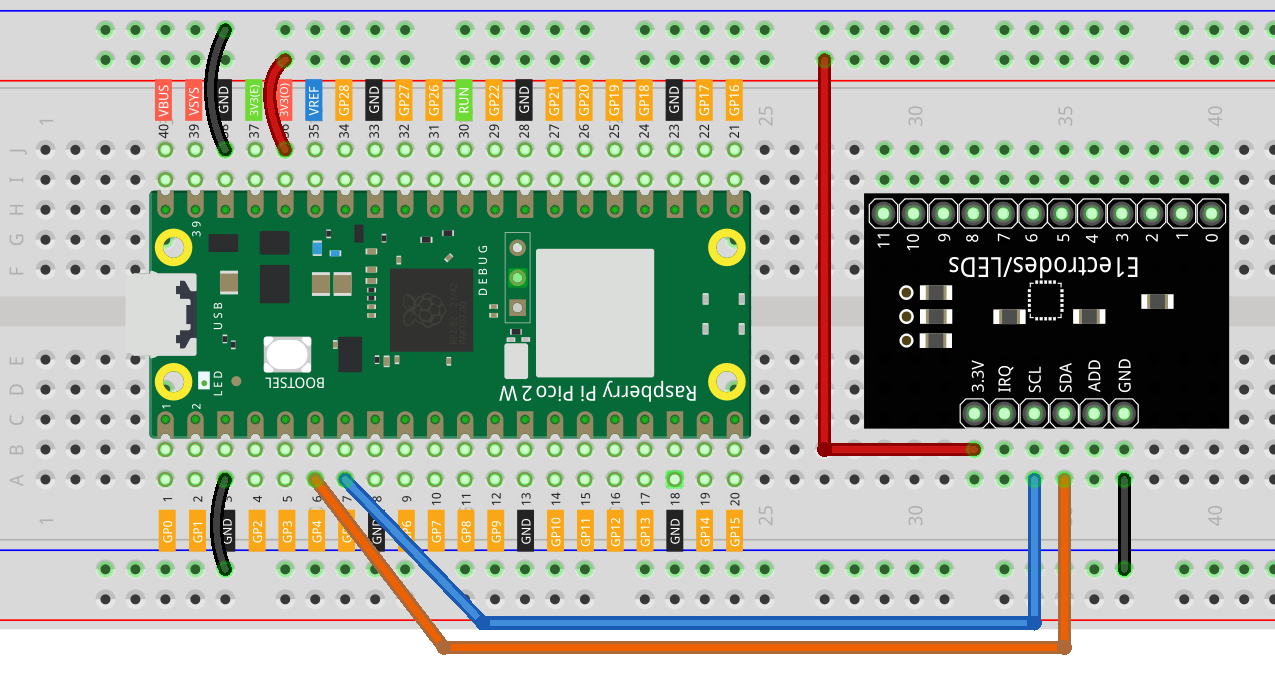 VBUS VSYS GND 3V3(E) 3V3(O) VREF GP28 GND GP27 GP26 RUN GP22 GND GP21 GP20 GP19 GP18 GND GP17 GP16
40 39 38 37 36 35 34 33 32 31 30 29 28 27 26 25 24 23 22 21
1 25 30 35 40
J
I
H
G
F
E
D
C
B
A
39
DEBUG
USB
BOOTSEL
LED
1
2
Raspberry Pi Pico 2 W
11 10 9 8 7 6 5 4 3 2 1 0
E1ectrodes/LEDs
3.3V IRQ SCL SDA ADD GND
1 2 3 4 5 6 7 8 9 10 11 12 13 14 15 16 17 18 19 20
GP0 GP1 GND GP2 GP3 GP4 GND GP6 GP7 GP8 GP9 GND GP10 GP11 GP12 GP13 GND GP14 GP15
1 25 30 40